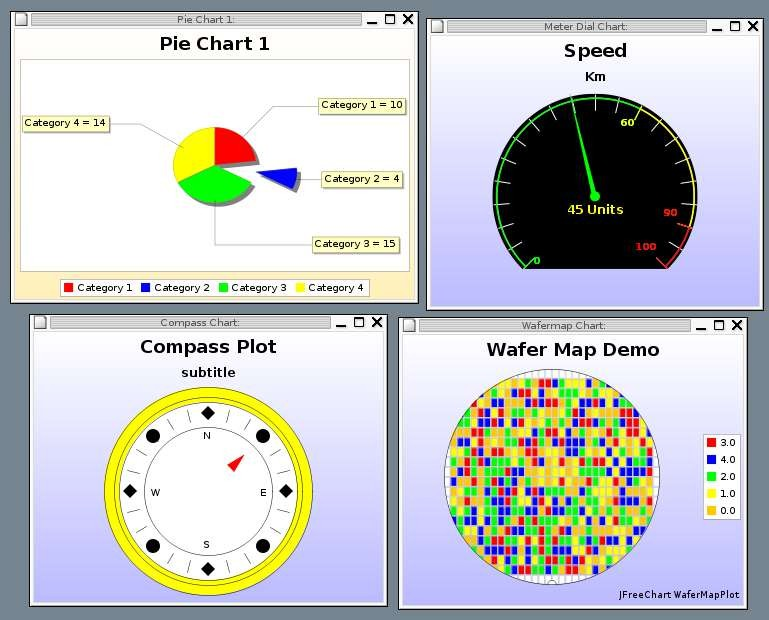 Pie Chart 1:
Pie Chart 1
Category 1 = 10
Category 4 = 14
Category 2 = 4
Category 3 = 15
Category 1 Category 2 Category 3 Category 4
Meter Dial Chart:
Speed
Km
60
45 Units
90
100
0
Compass Chart:
Compass Plot
subtitle
N
W E
S
Wafermap Chart:
Wafer Map Demo
3.0
4.0
2.0
1.0
0.0
JFreeChart WaferMapPlot